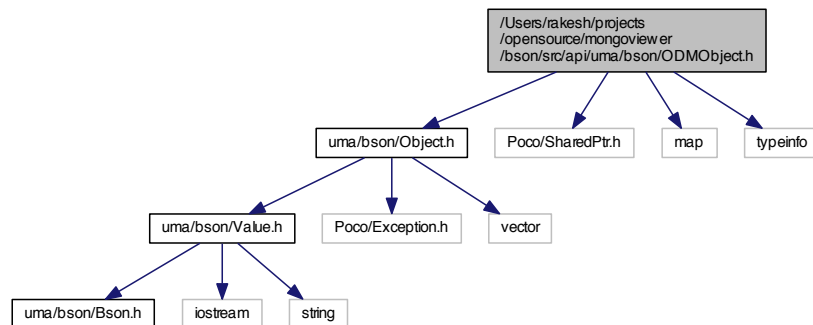 /Users/rakesh/projects
/opensource/mongoviewer
/bson/src/api/uma/bson/ODMObject.h
uma/bson/Object.h
Poco/SharedPtr.h
map
typeinfo
uma/bson/Value.h
Poco/Exception.h
vector
uma/bson/Bson.h
iostream
string